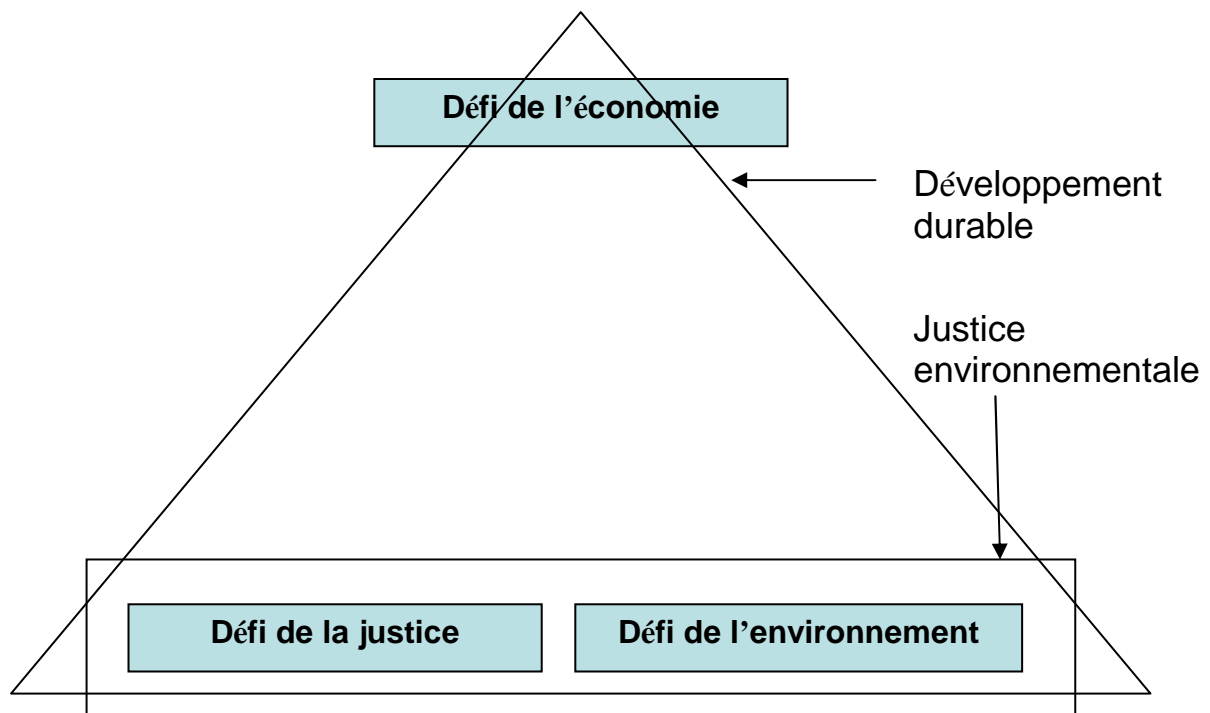 Défi de l’économie
Développement
durable
Justice
environnementale
Défi de la justice
Défi de l’environnement